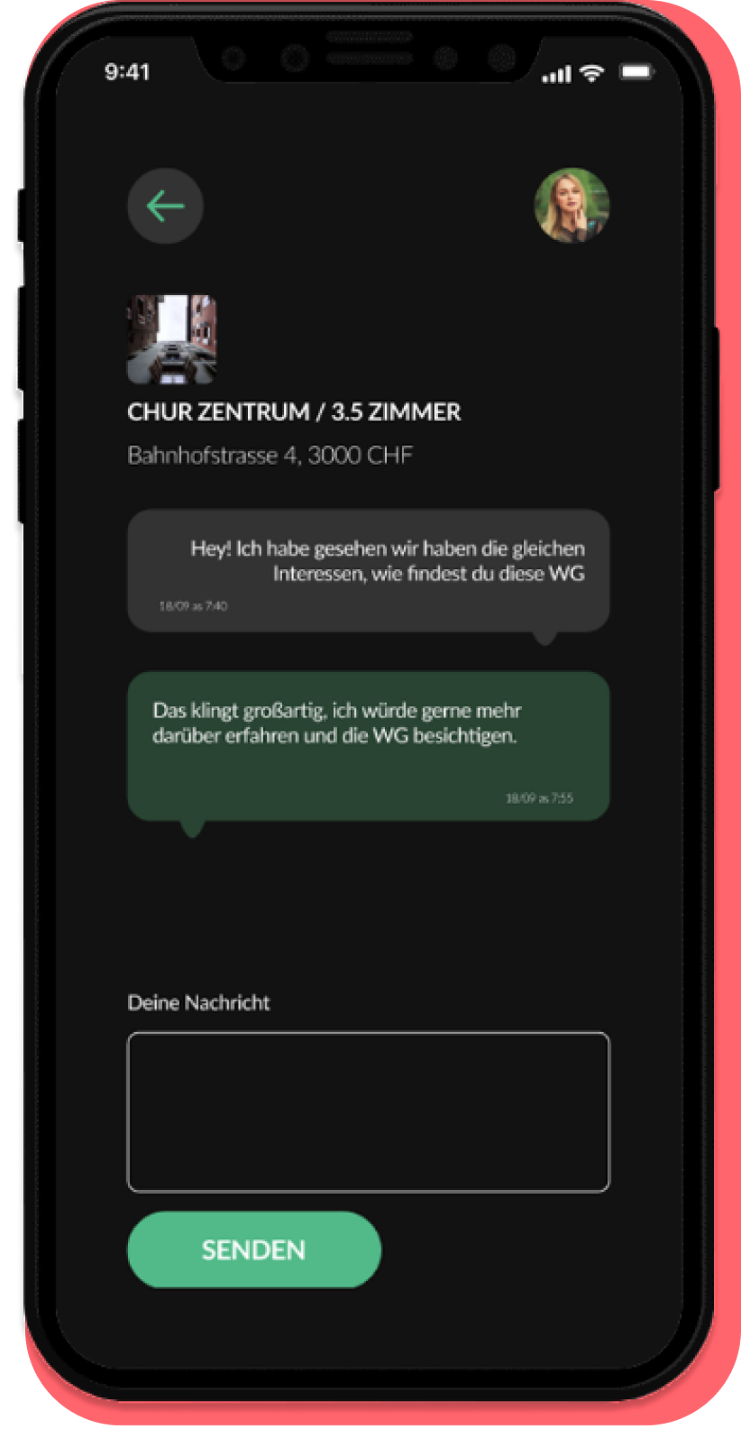 9:41
CHUR ZENTRUM / 3.5 ZIMMER
Bahnhofstrasse 4, 3000 CHF
Hey! Ich habe gesehen wir haben die gleichen
Interessen, wie findest du diese WG
18/09 as 7:40
Das klingt großartig, ich würde gerne mehr
darüber erfahren und die WG besichtigen.
18/09 as 7:55
Deine Nachricht
SENDEN